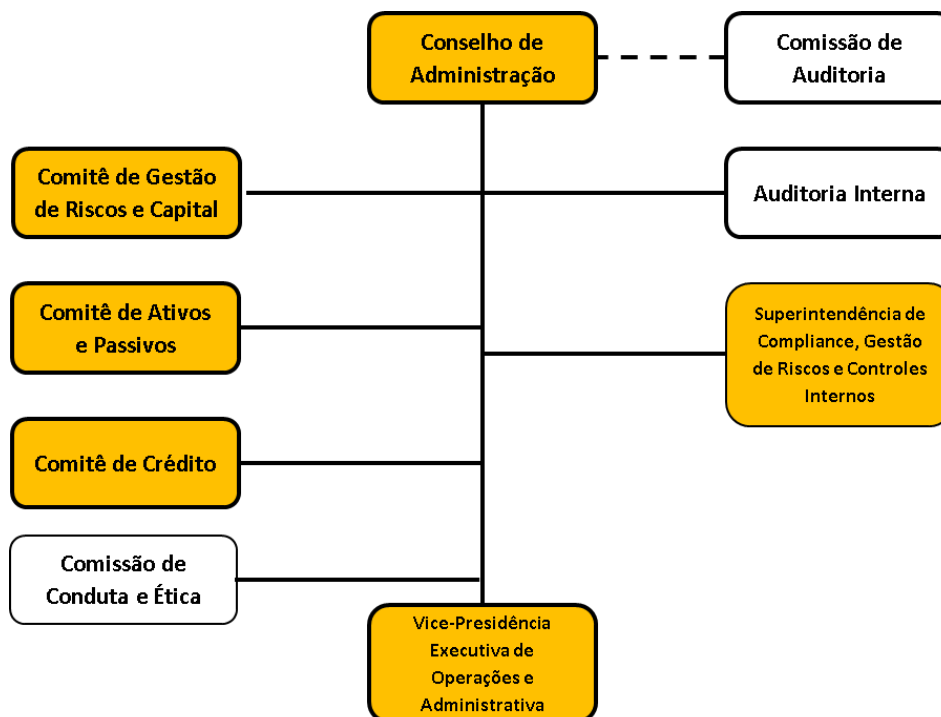 Conselho de
Administração
Comissão de
Auditoria
Comitê de Gestão
de Riscos e Capital
Auditoria Interna
Comitê de Ativos
e Passivos
Superintendência de
Compliance, Gestão
de Riscos e Controles
Internos
Comitê de Crédito
Comissão de
Conduta e Ética
Vice-Presidência
Executiva de
Operações e
Administrativa